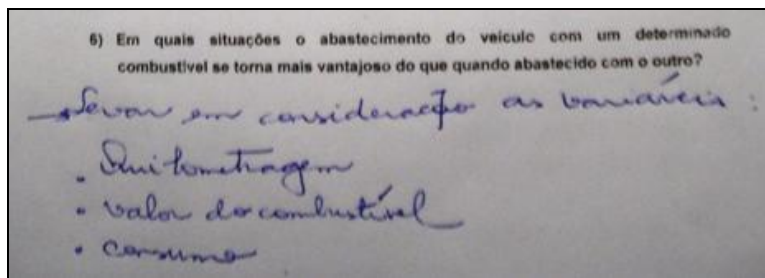 6) Em quais situações o abastecimento do veiculo com um determinado
combustível se torna mais vantajoso do que quando abastecido com o outro?
→ Levar em consideração as variáveis :
. Quilometragem
• valor do combustível
• consumo